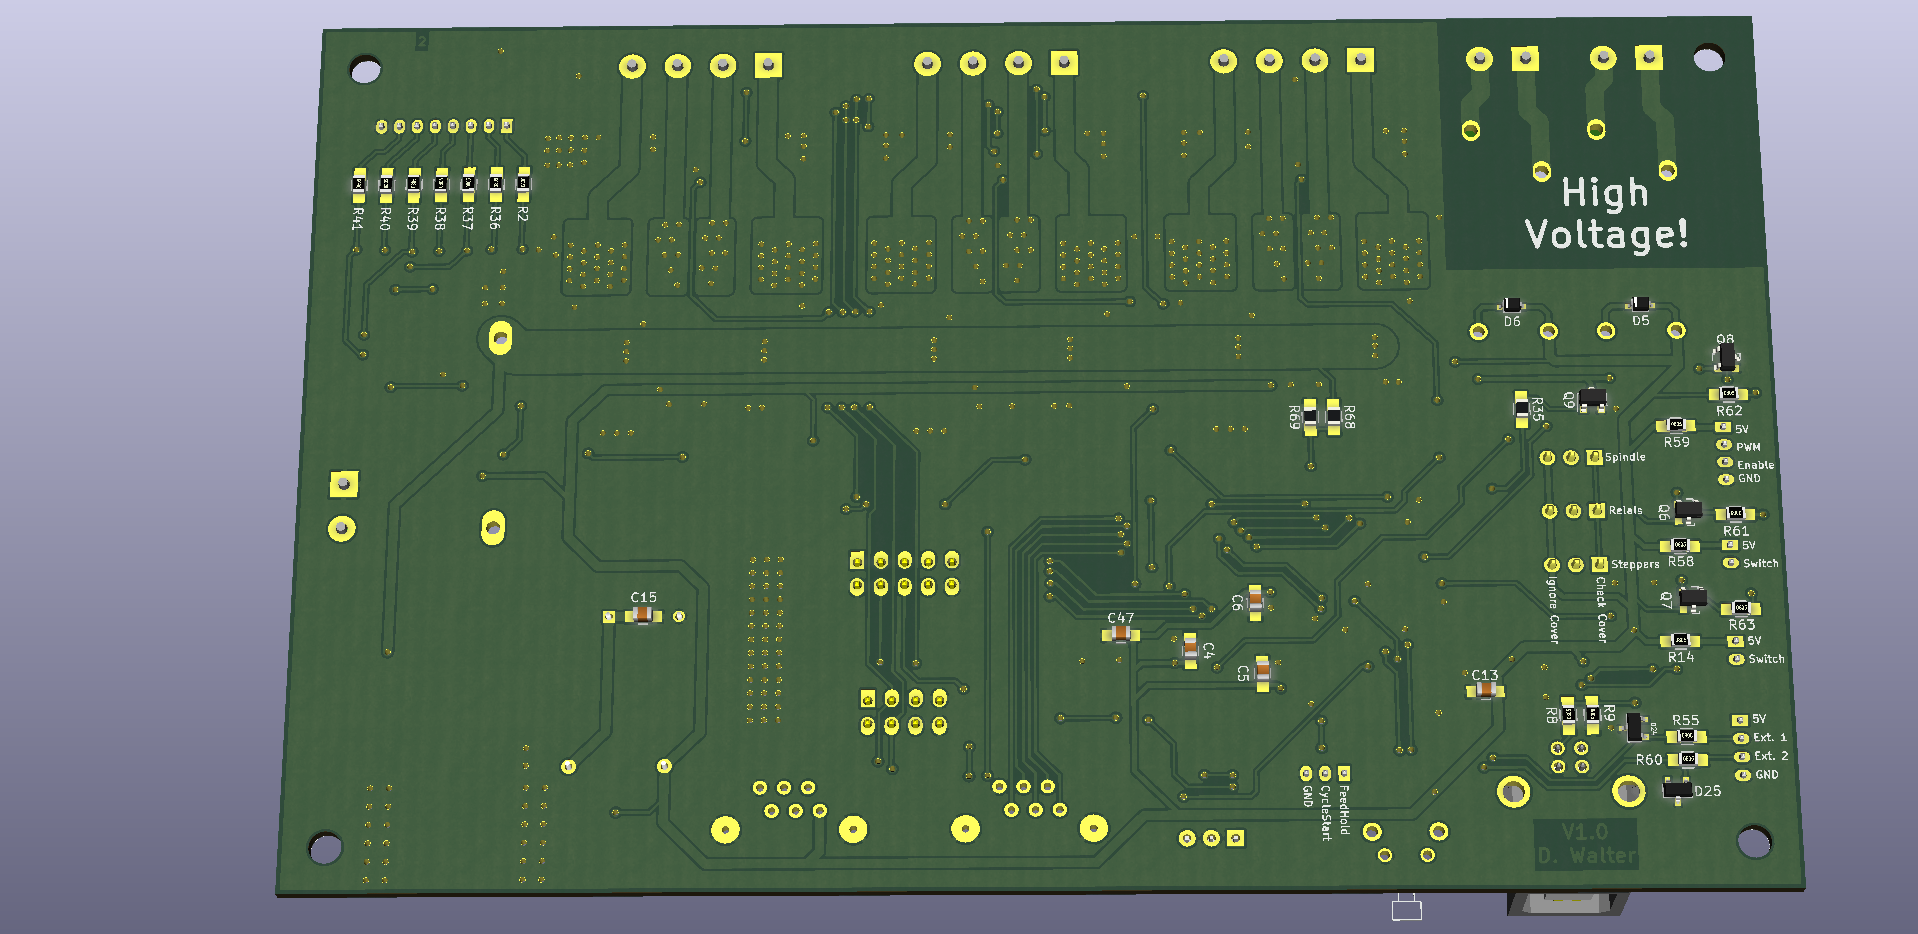 2
High
Voltage!
R41
R40
R39
R38
R37
R36
R2
D6
D5
Q8
R62
Q9
R35
R69
R68
R59
5V
PWM
Enable
GND
Spindle
Relais
Q6
R61
5V
R58
Switch
Steppers
Ignore Cover
Check Cover
Q7
R63
5V
R14
Switch
C15
C6
C47
C4
C5
C13
R8
R9
R55
5V
Ext. 1
Ext. 2
R60
GND
D25
GND
CycleStart
FeedHold
V1.0
D. Walter